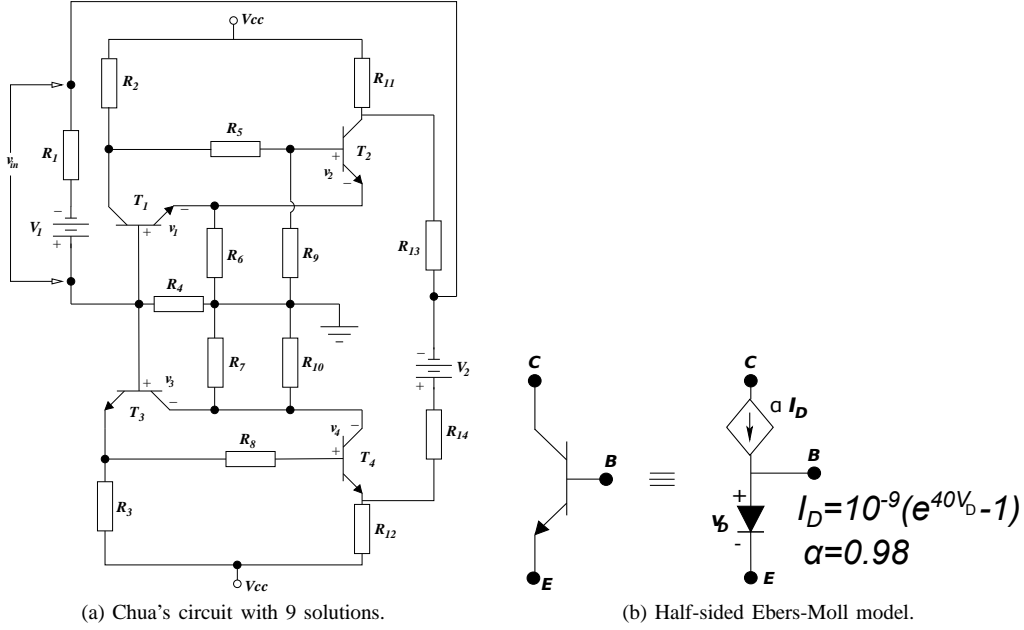 Vcc
R2
R11
R5
R1
vin
T2
+
v2
−
T1
−
V1
+
v1
+
−
R6
R9
R13
R4
R7
R10
V2
−
+
v3
+
−
T3
v4
−
R8
+
T4
R14
R3
R12
Vcc
(a) Chua's circuit with 9 solutions.
C
B
E
≡
C
α ID
B
+
VD
-
E
ID=10-9(e40VD-1)
α=0.98
(b) Half-sided Ebers-Moll model.